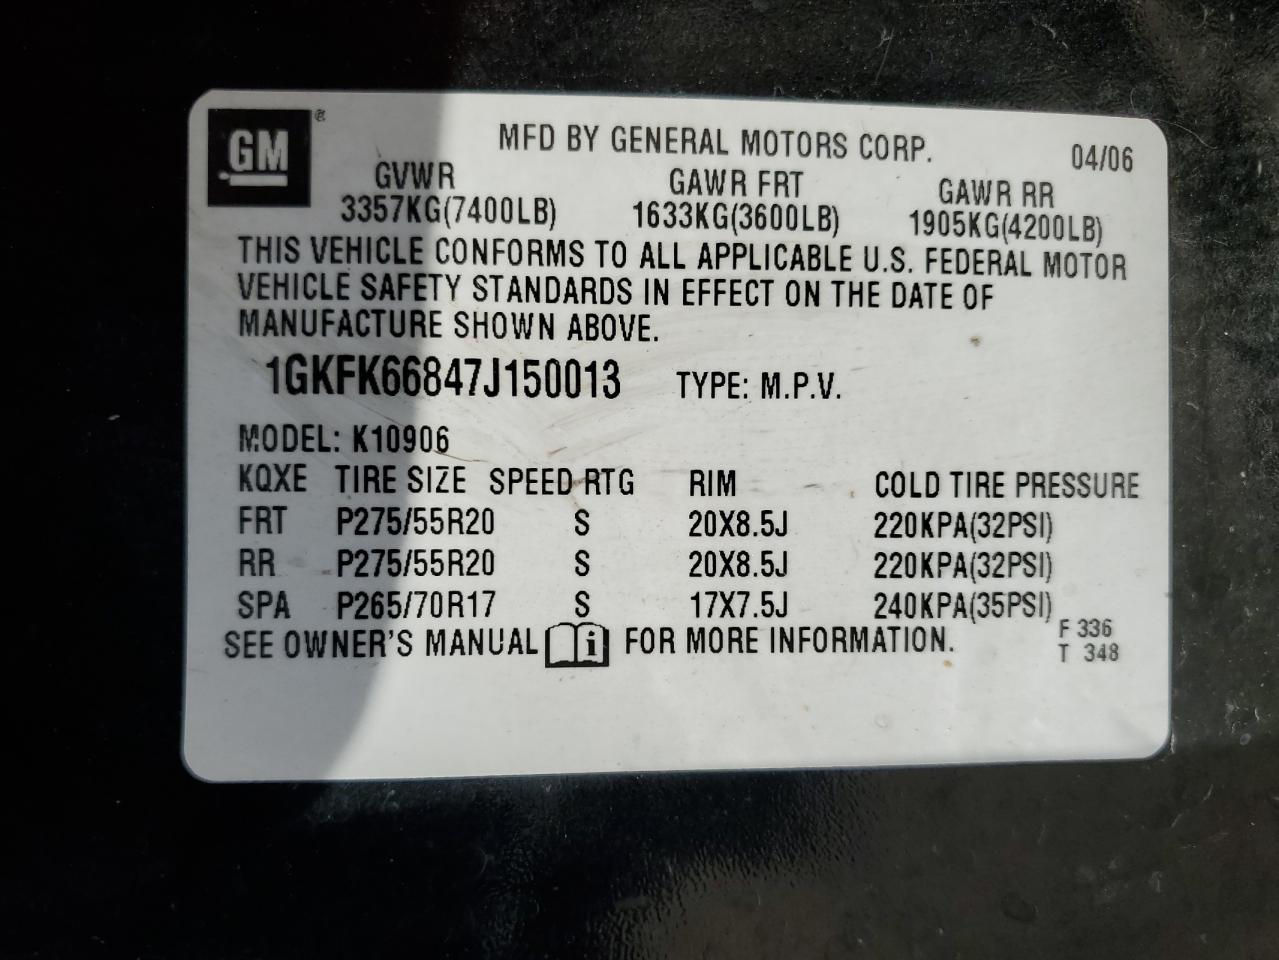 GM ®
MFD BY GENERAL MOTORS CORP. 04/06
GVWR GAWR FRT GAWR RR
3357KG(7400LB) 1633KG(3600LB) 1905KG(4200LB)
THIS VEHICLE CONFORMS TO ALL APPLICABLE U.S. FEDERAL MOTOR
VEHICLE SAFETY STANDARDS IN EFFECT ON THE DATE OF
MANUFACTURE SHOWN ABOVE.
1GKFK66847J150013 TYPE: M.P.V.
MODEL: K10906
KQXE TIRE SIZE SPEED RTG RIM COLD TIRE PRESSURE
FRT P275/55R20 S 20X8.5J 220KPA(32PSI)
RR P275/55R20 S 20X8.5J 220KPA(32PSI)
SPA P265/70R17 S 17X7.5J 240KPA(35PSI)
SEE OWNER'S MANUAL i FOR MORE INFORMATION.
F 336
T 348